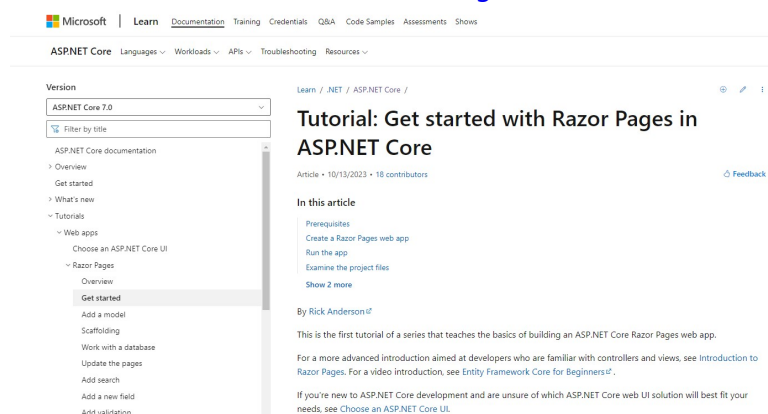 Microsoft Learn Documentation Training Credentials Q&A Code Samples Assessments Shows
ASP.NET Core Languages Workloads APIs Troubleshooting Resources
Version
ASP.NET Core 7.0
Filter by title
ASP.NET Core documentation
Overview
Get started
What's new
Tutorials
Web apps
Choose an ASP.NET Core UI
Razor Pages
Overview
Get started
Add a model
Scaffolding
Work with a database
Update the pages
Add search
Add a new field
Add validation
Learn / .NET / ASP.NET Core /
Tutorial: Get started with Razor Pages in
ASP.NET Core
Article • 10/13/2023 • 18 contributors
Feedback
In this article
Prerequisites
Create a Razor Pages web app
Run the app
Examine the project files
Show 2 more
By Rick Anderson
This is the first tutorial of a series that teaches the basics of building an ASP.NET Core Razor Pages web app.
For a more advanced introduction aimed at developers who are familiar with controllers and views, see Introduction to
Razor Pages. For a video introduction, see Entity Framework Core for Beginners.
If you're new to ASP.NET Core development and are unsure of which ASP.NET Core web UI solution will best fit your
needs, see Choose an ASP.NET Core UI.